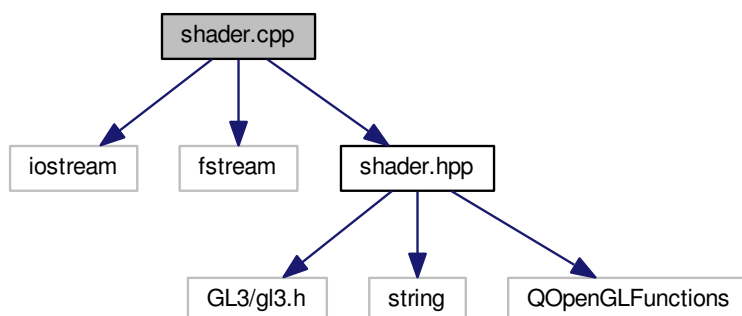 shader.cpp
iostream
fstream
shader.hpp
GL3/gl3.h
string
QOpenGLFunctions